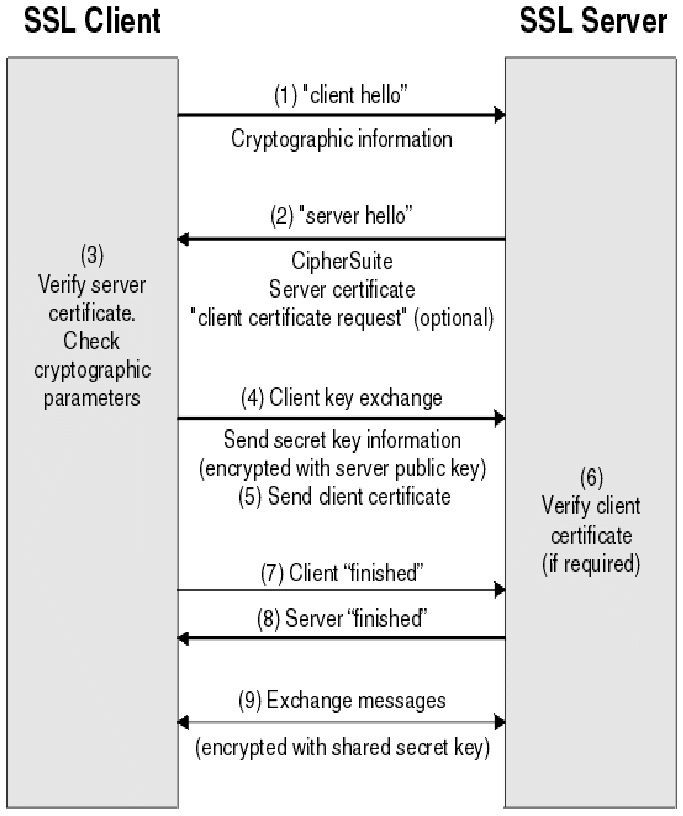 SSL Client
SSL Server
(1) "client hello”
Cryptographic information
(2) "server hello”
CipherSuite
Server certificate
"client certificate request" (optional)
(3)
Verify server
certificate.
Check
cryptographic
parameters
(4) Client key exchange
Send secret key information
(encrypted with server public key)
(5) Send client certificate
(6)
Verify client
certificate
(if required)
(7) Client “finished”
(8) Server “finished”
(9) Exchange messages
(encrypted with shared secret key)